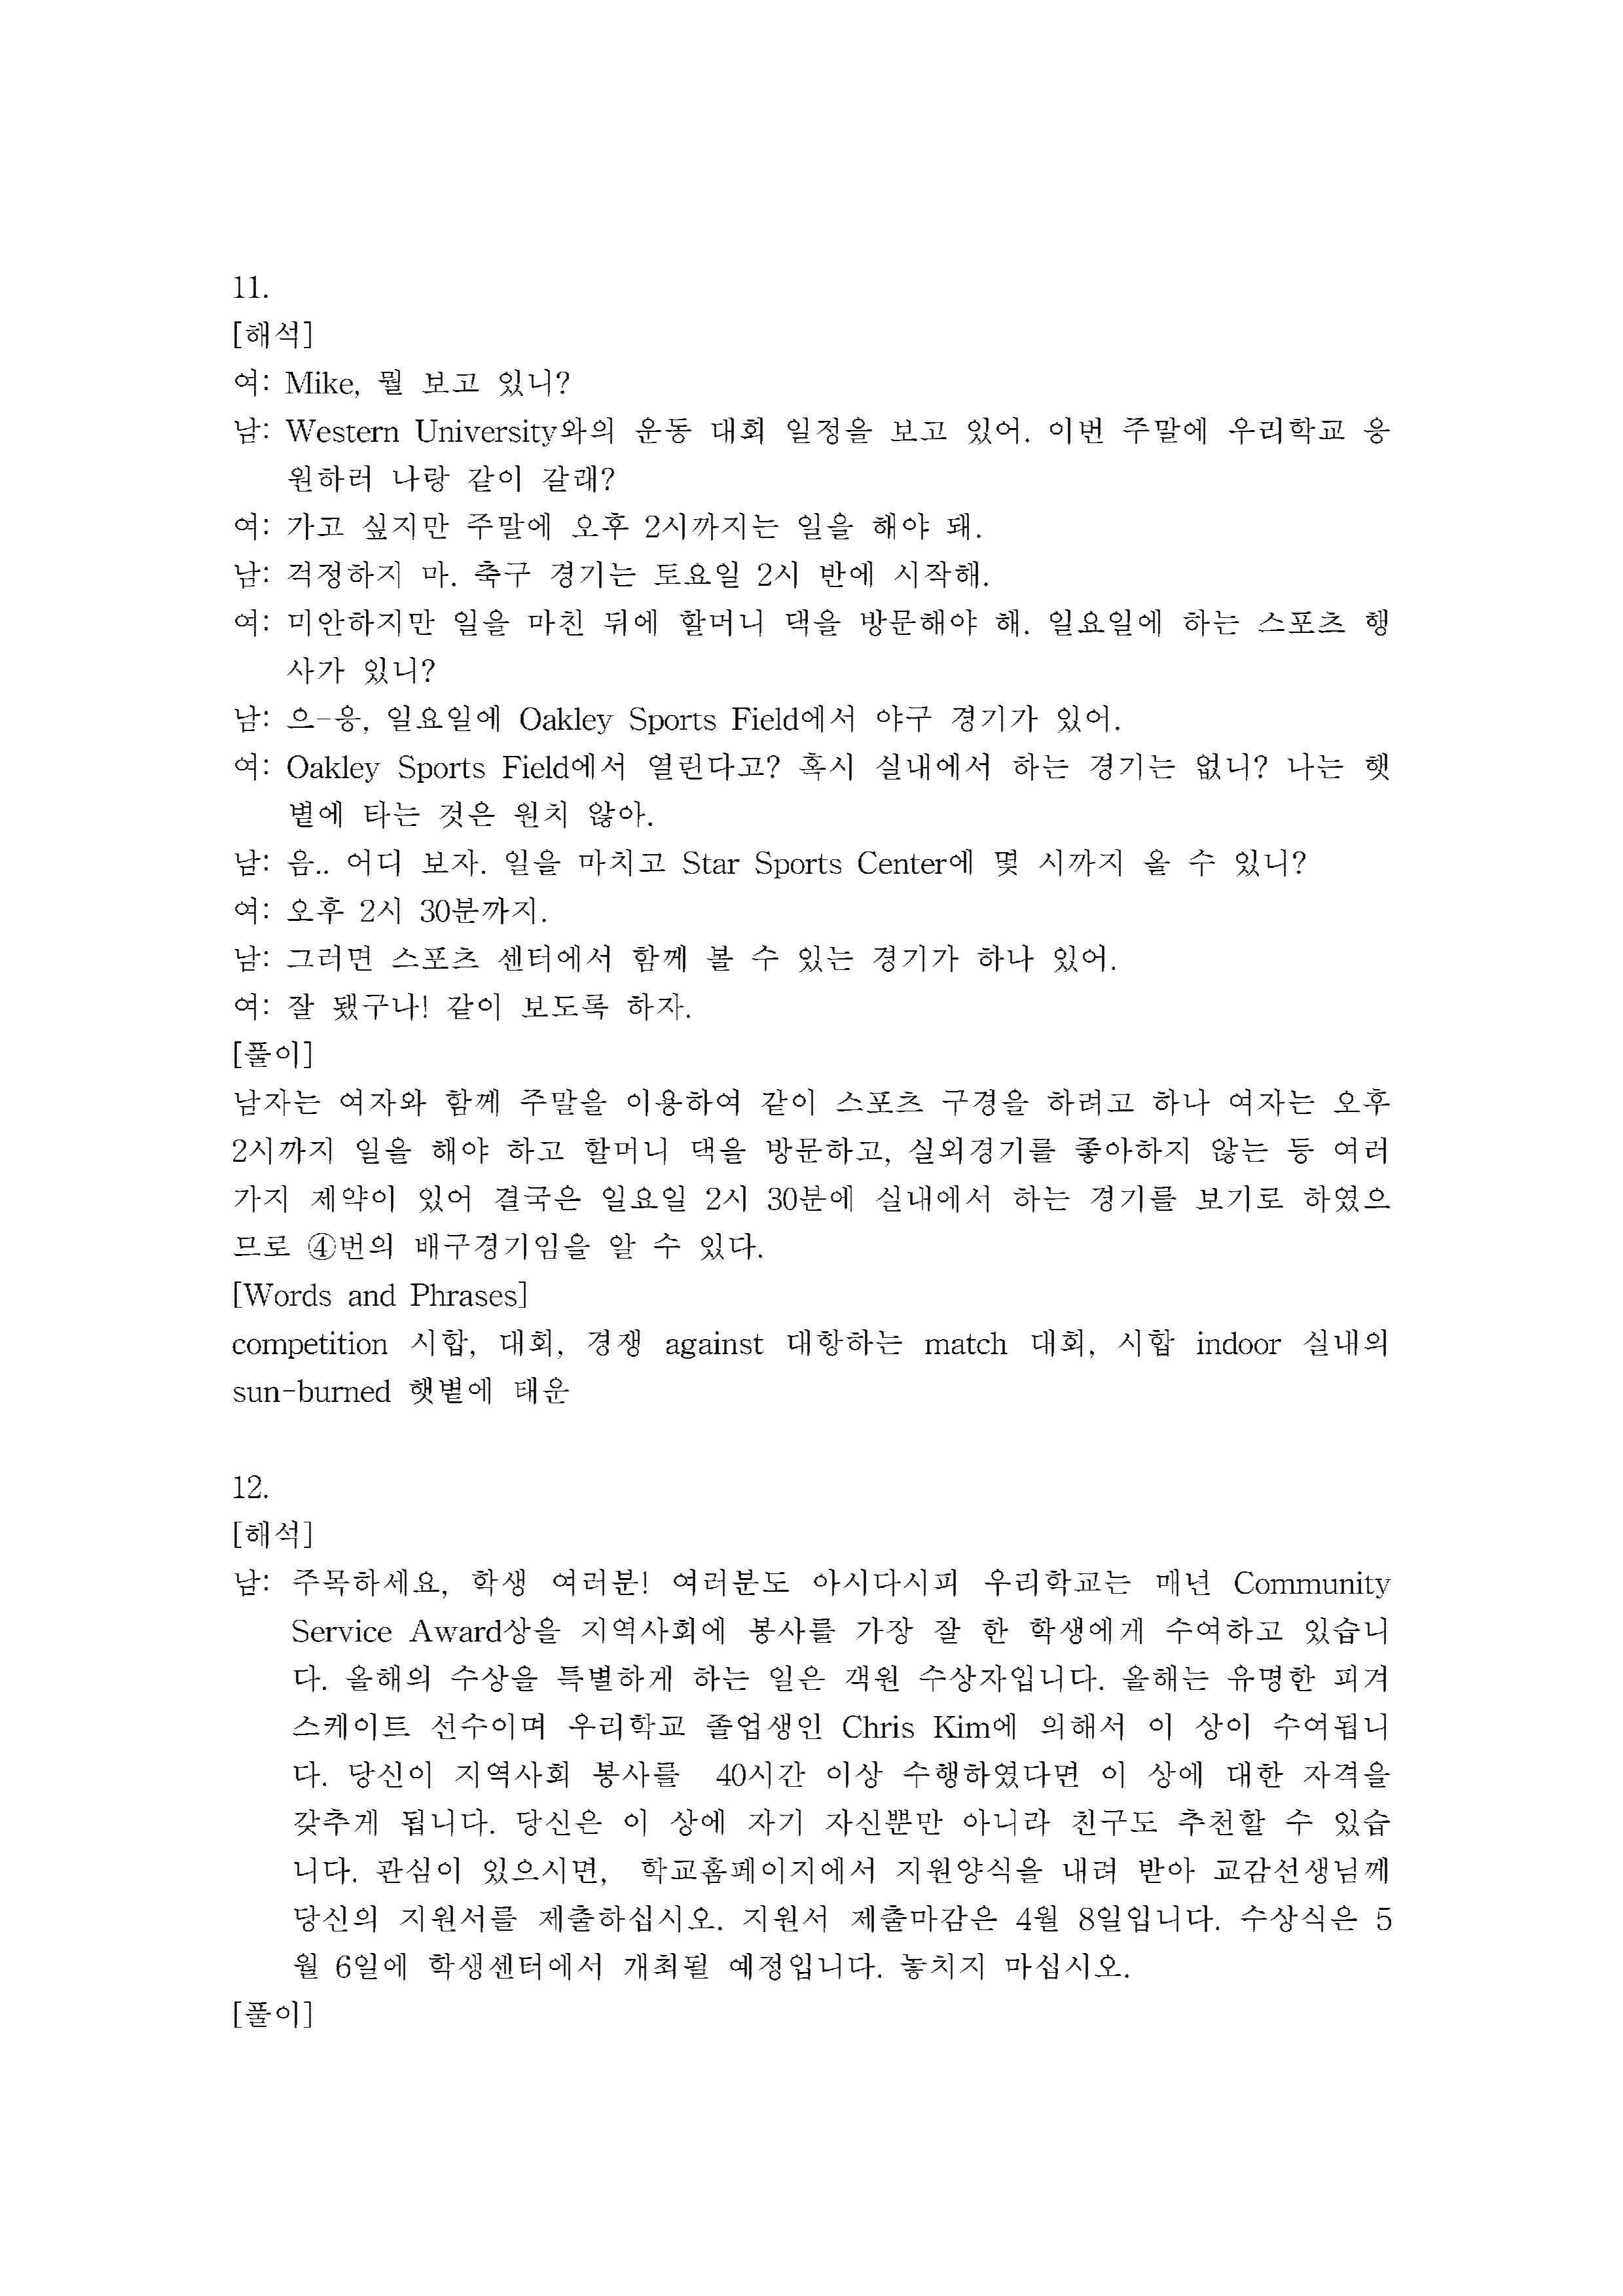 11.
[해석]
여: Mike, 뭘 보고 있니?
남: Western University와의 운동 대회 일정을 보고 있어. 이번 주말에 우리학교 응
원하러 나랑 같이 갈래?
여: 가고 싶지만 주말에 오후 2시까지는 일을 해야 돼.
남: 걱정하지 마. 축구 경기는 토요일 2시 반에 시작해.
여: 미안하지만 일을 마친 뒤에 할머니 댁을 방문해야 해. 일요일에 하는 스포츠 행
사가 있니?
남: 으-응, 일요일에 Oakley Sports Field에서 야구 경기가 있어.
여: Oakley Sports Field에서 열린다고? 혹시 실내에서 하는 경기는 없니? 나는 햇
볕에 타는 것은 원치 않아.
남: 음.. 어디 보자. 일을 마치고 Star Sports Center에 몇 시까지 올 수 있니?
여: 오후 2시 30분까지.
남: 그러면 스포츠 센터에서 함께 볼 수 있는 경기가 하나 있어.
여: 잘 됐구나! 같이 보도록 하자.
[풀이]
남자는 여자와 함께 주말을 이용하여 같이 스포츠 구경을 하려고 하나 여자는 오후
2시까지 일을 해야 하고 할머니 댁을 방문하고, 실외경기를 좋아하지 않는 등 여러
가지 제약이 있어 결국은 일요일 2시 30분에 실내에서 하는 경기를 보기로 하였으
므로 ④번의 배구경기임을 알 수 있다.
[Words and Phrases]
competition 시합, 대회, 경쟁 against 대항하는 match 대회, 시합 indoor 실내의
sun-burned 햇볕에 태운
12.
[해석]
남: 주목하세요, 학생 여러분! 여러분도 아시다시피 우리학교는 매년 Community
Service Award상을 지역사회에 봉사를 가장 잘 한 학생에게 수여하고 있습니
다. 올해의 수상을 특별하게 하는 일은 객원 수상자입니다. 올해는 유명한 피겨
스케이트 선수이며 우리학교 졸업생인 Chris Kim에 의해서 이 상이 수여됩니
다. 당신이 지역사회 봉사를 40시간 이상 수행하였다면 이 상에 대한 자격을
갖추게 됩니다. 당신은 이 상에 자기 자신뿐만 아니라 친구도 추천할 수 있습
니다. 관심이 있으시면, 학교홈페이지에서 지원양식을 내려 받아 교감선생님께
당신의 지원서를 제출하십시오. 지원서 제출마감은 4월 8일입니다. 수상식은 5
월 6일에 학생센터에서 개최될 예정입니다. 놓치지 마십시오.
[풀이]